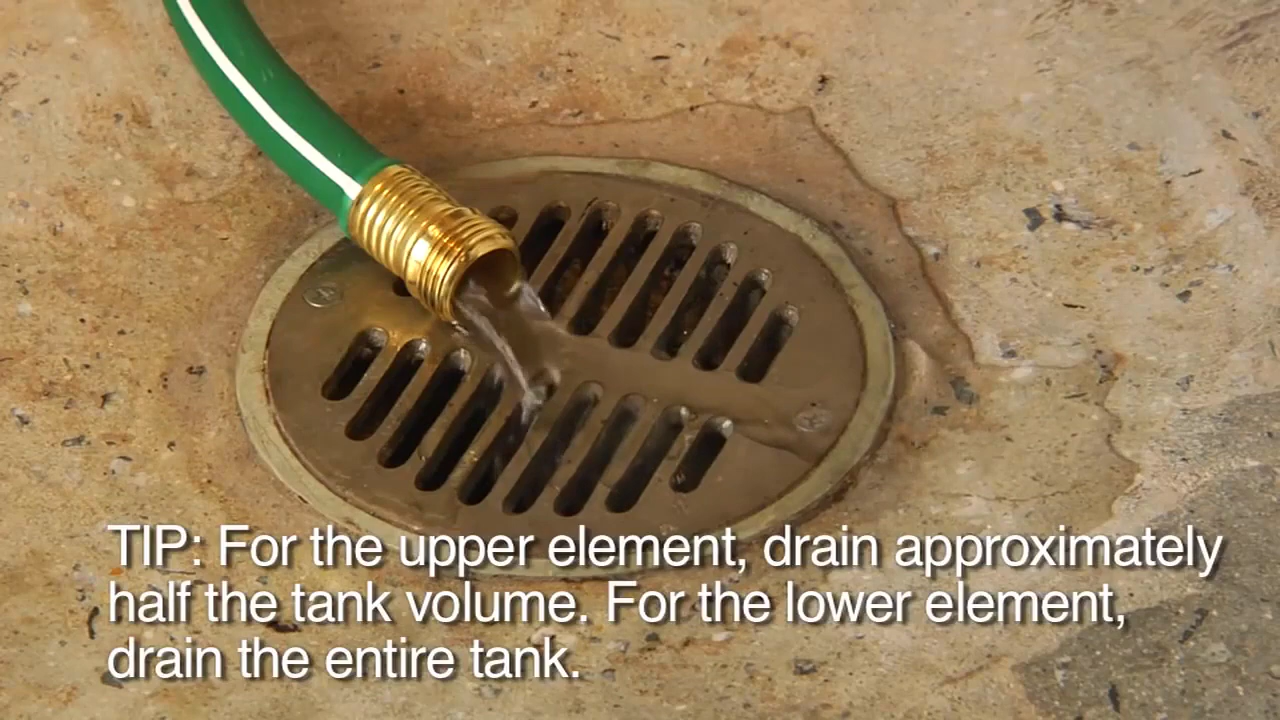 TIP: For the upper element, drain approximately
half the tank volume. For the lower element,
drain the entire tank.